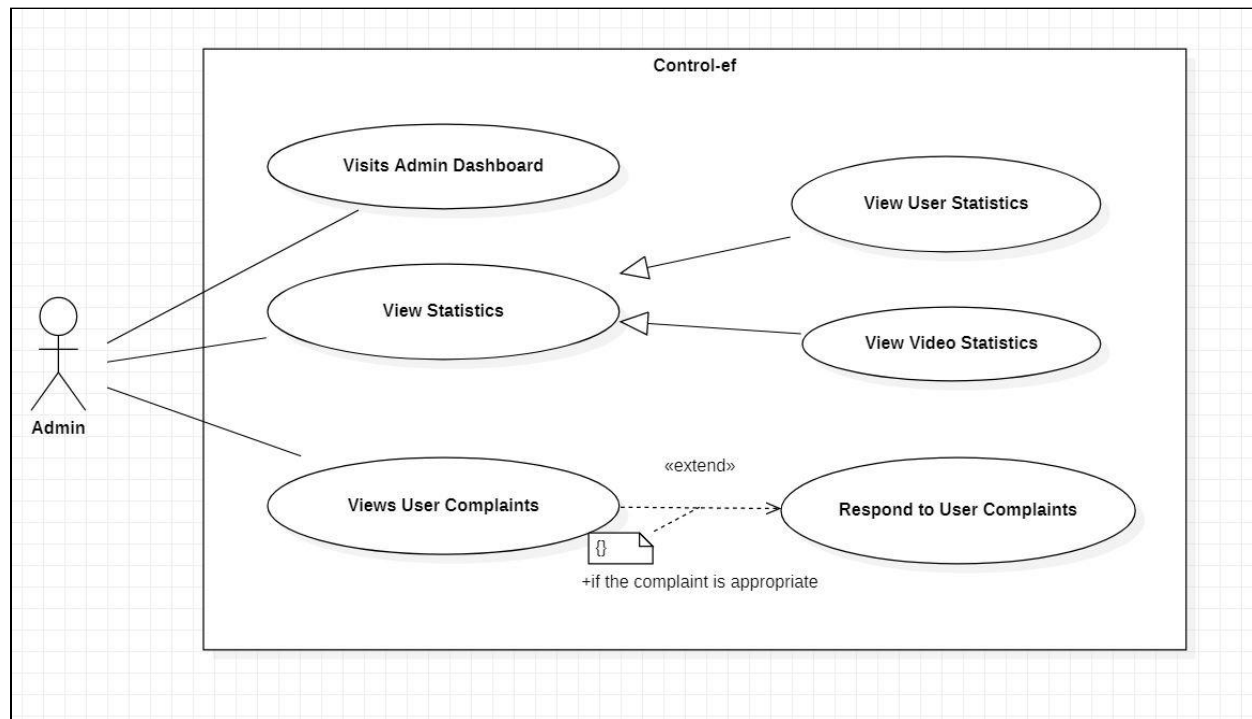 Control-ef
Visits Admin Dashboard
View User Statistics
View Statistics
View Video Statistics
Admin
«extend»
Views User Complaints
Respond to User Complaints
{}
+if the complaint is appropriate